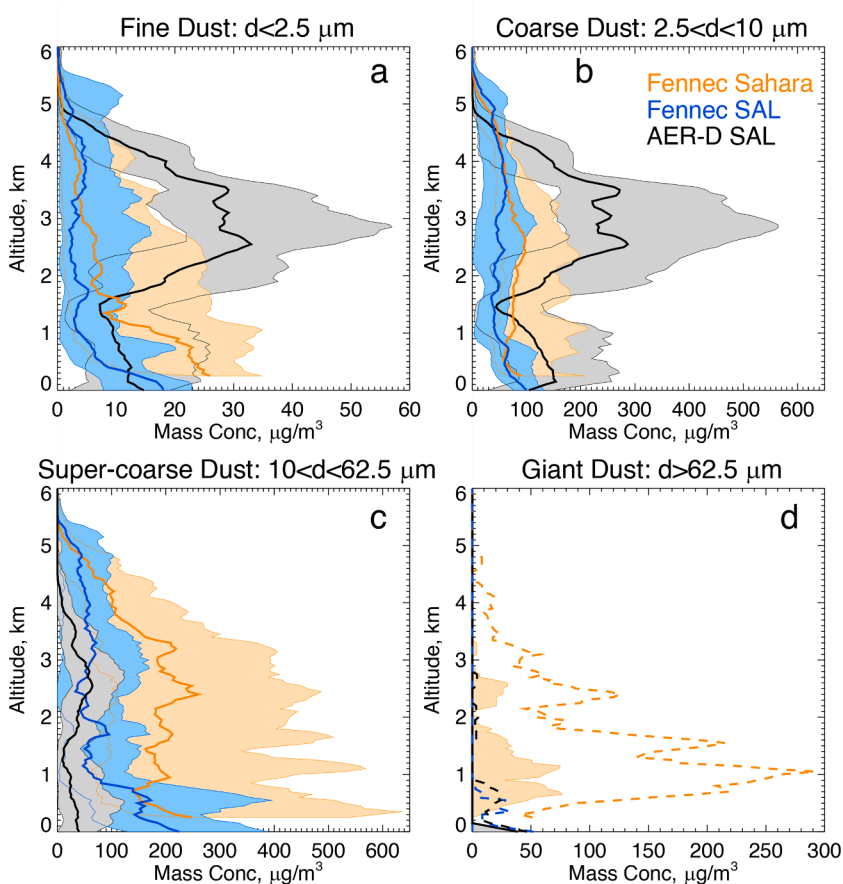 Fine Dust: d<2.5 μm
Coarse Dust: 2.5<d<10 μm
a
b
Fennec Sahara
Fennec SAL
AER-D SAL
Altitude, km
6
5
4
3
2
1
0
0 10 20 30 40 50 60
Mass Conc, μg/m³
Altitude, km
6
5
4
3
2
1
0
0 100 200 300 400 500 600
Mass Conc, μg/m³
Super-coarse Dust: 10<d<62.5 μm
Giant Dust: d>62.5 μm
c
d
Altitude, km
6
5
4
3
2
1
0
0 100 200 300 400 500 600
Mass Conc, μg/m³
Altitude, km
6
5
4
3
2
1
0
0 50 100 150 200 250 300
Mass Conc, μg/m³